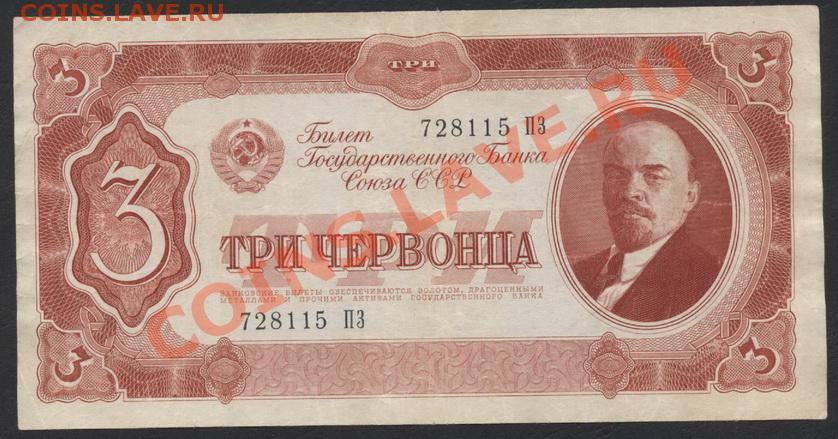 COINS.LAVE.RU
3 ТРИ 3
Билет 728115 ПЗ
Государственного Банка
Союза ССР
3
ТРИ
ТРИ ЧЕРВОНЦА
БАНКОВСКИЕ БИЛЕТЫ ОБЕСПЕЧИВАЮТСЯ ЗОЛОТОМ, ДРАГОЦЕННЫМИ
МЕТАЛЛАМИ И ПРОЧИМИ АКТИВАМИ ГОСУДАРСТВЕННОГО БАНКА
728115 ПЗ
3 3
COINS.LAVE.RU